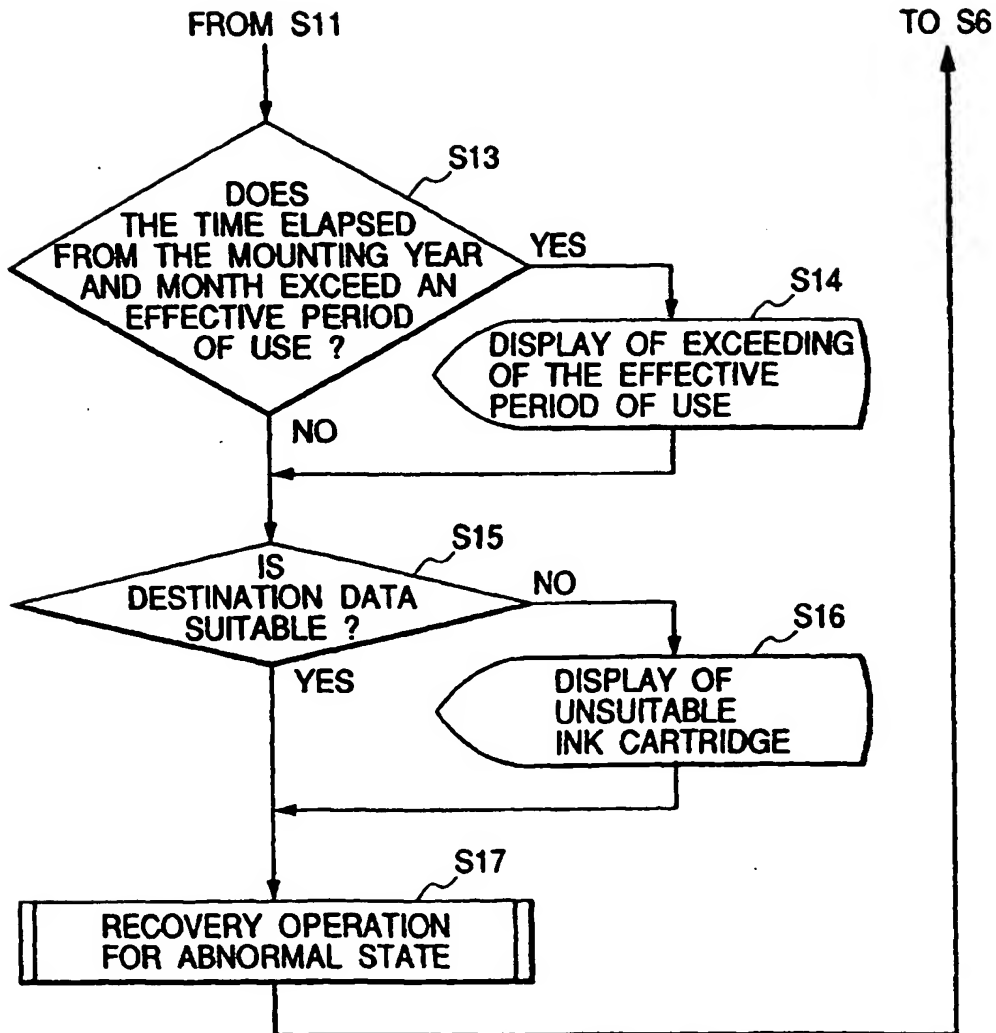 FROM S11
TO S6
S13
DOES
THE TIME ELAPSED
FROM THE MOUNTING YEAR
AND MONTH EXCEED AN
EFFECTIVE PERIOD
OF USE ?
YES
S14
DISPLAY OF EXCEEDING
OF THE EFFECTIVE
PERIOD OF USE
NO
S15
IS
DESTINATION DATA
SUITABLE ?
NO
S16
DISPLAY OF
UNSUITABLE
INK CARTRIDGE
YES
S17
RECOVERY OPERATION
FOR ABNORMAL STATE